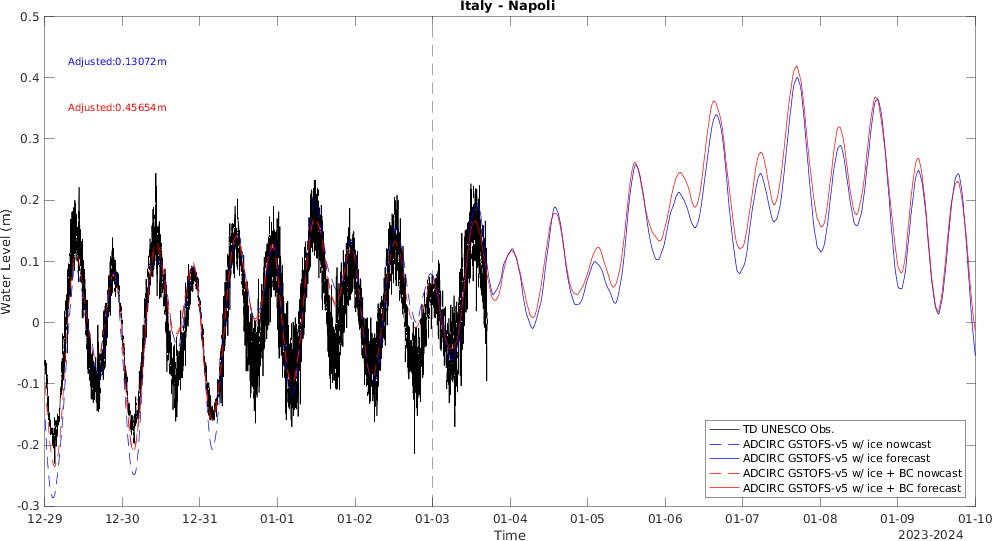 Italy - Napoli
Adjusted:0.13072m
Adjusted:0.45654m
Water Level (m)
0.5
0.4
0.3
0.2
0.1
0
-0.1
-0.2
-0.3
TD UNESCO Obs.
ADCIRC GSTOFS-v5 w/ ice nowcast
ADCIRC GSTOFS-v5 w/ ice forecast
ADCIRC GSTOFS-v5 w/ ice + BC nowcast
ADCIRC GSTOFS-v5 w/ ice + BC forecast
12-29 12-30 12-31 01-01 01-02 01-03 01-04 01-05 01-06 01-07 01-08 01-09 01-10
Time
2023-2024